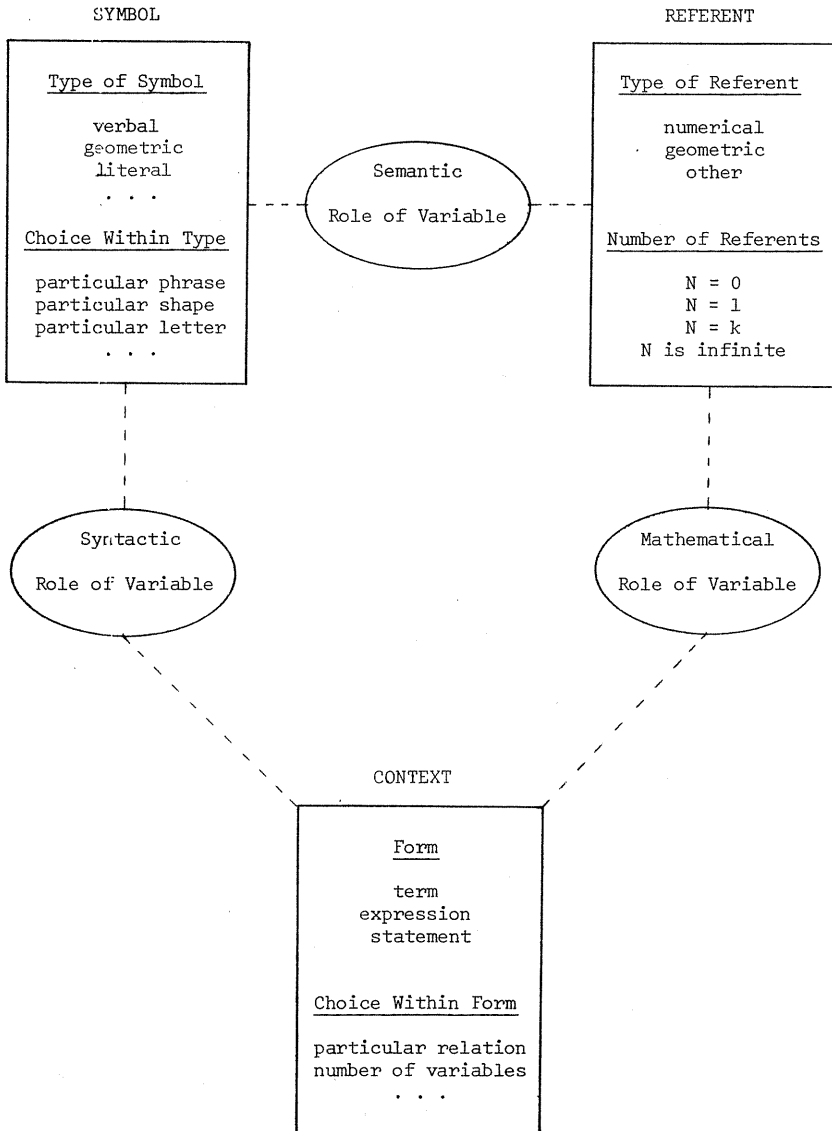 SYMBOL
Type of Symbol
verbal
geometric
literal
. . .
Choice Within Type
particular phrase
particular shape
particular letter
. . .
Semantic
Role of Variable
REFERENT
Type of Referent
numerical
geometric
other
Number of Referents
N = 0
N = 1
N = k
N is infinite
Syntactic
Role of Variable
Mathematical
Role of Variable
CONTEXT
Form
term
expression
statement
Choice Within Form
particular relation
number of variables
. . .